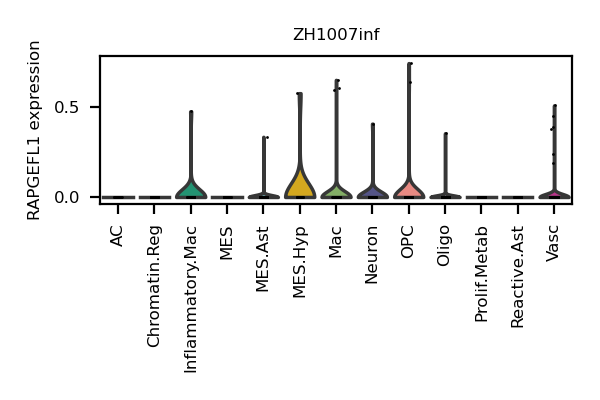 ZH1007inf
RAPGEFL1 expression
0.5
0.0
AC
Chromatin.Reg
Inflammatory.Mac
MES
MES.Ast
MES.Hyp
Mac
Neuron
OPC
Oligo
Prolif.Metab
Reactive.Ast
Vasc